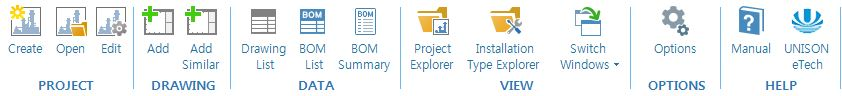 Create Open Edit Add Add Similar Drawing List BOM List BOM Summary Project Explorer Installation Type Explorer Switch Windows Options Manual UNISON eTech
PROJECT DRAWING DATA VIEW OPTIONS HELP
BOM